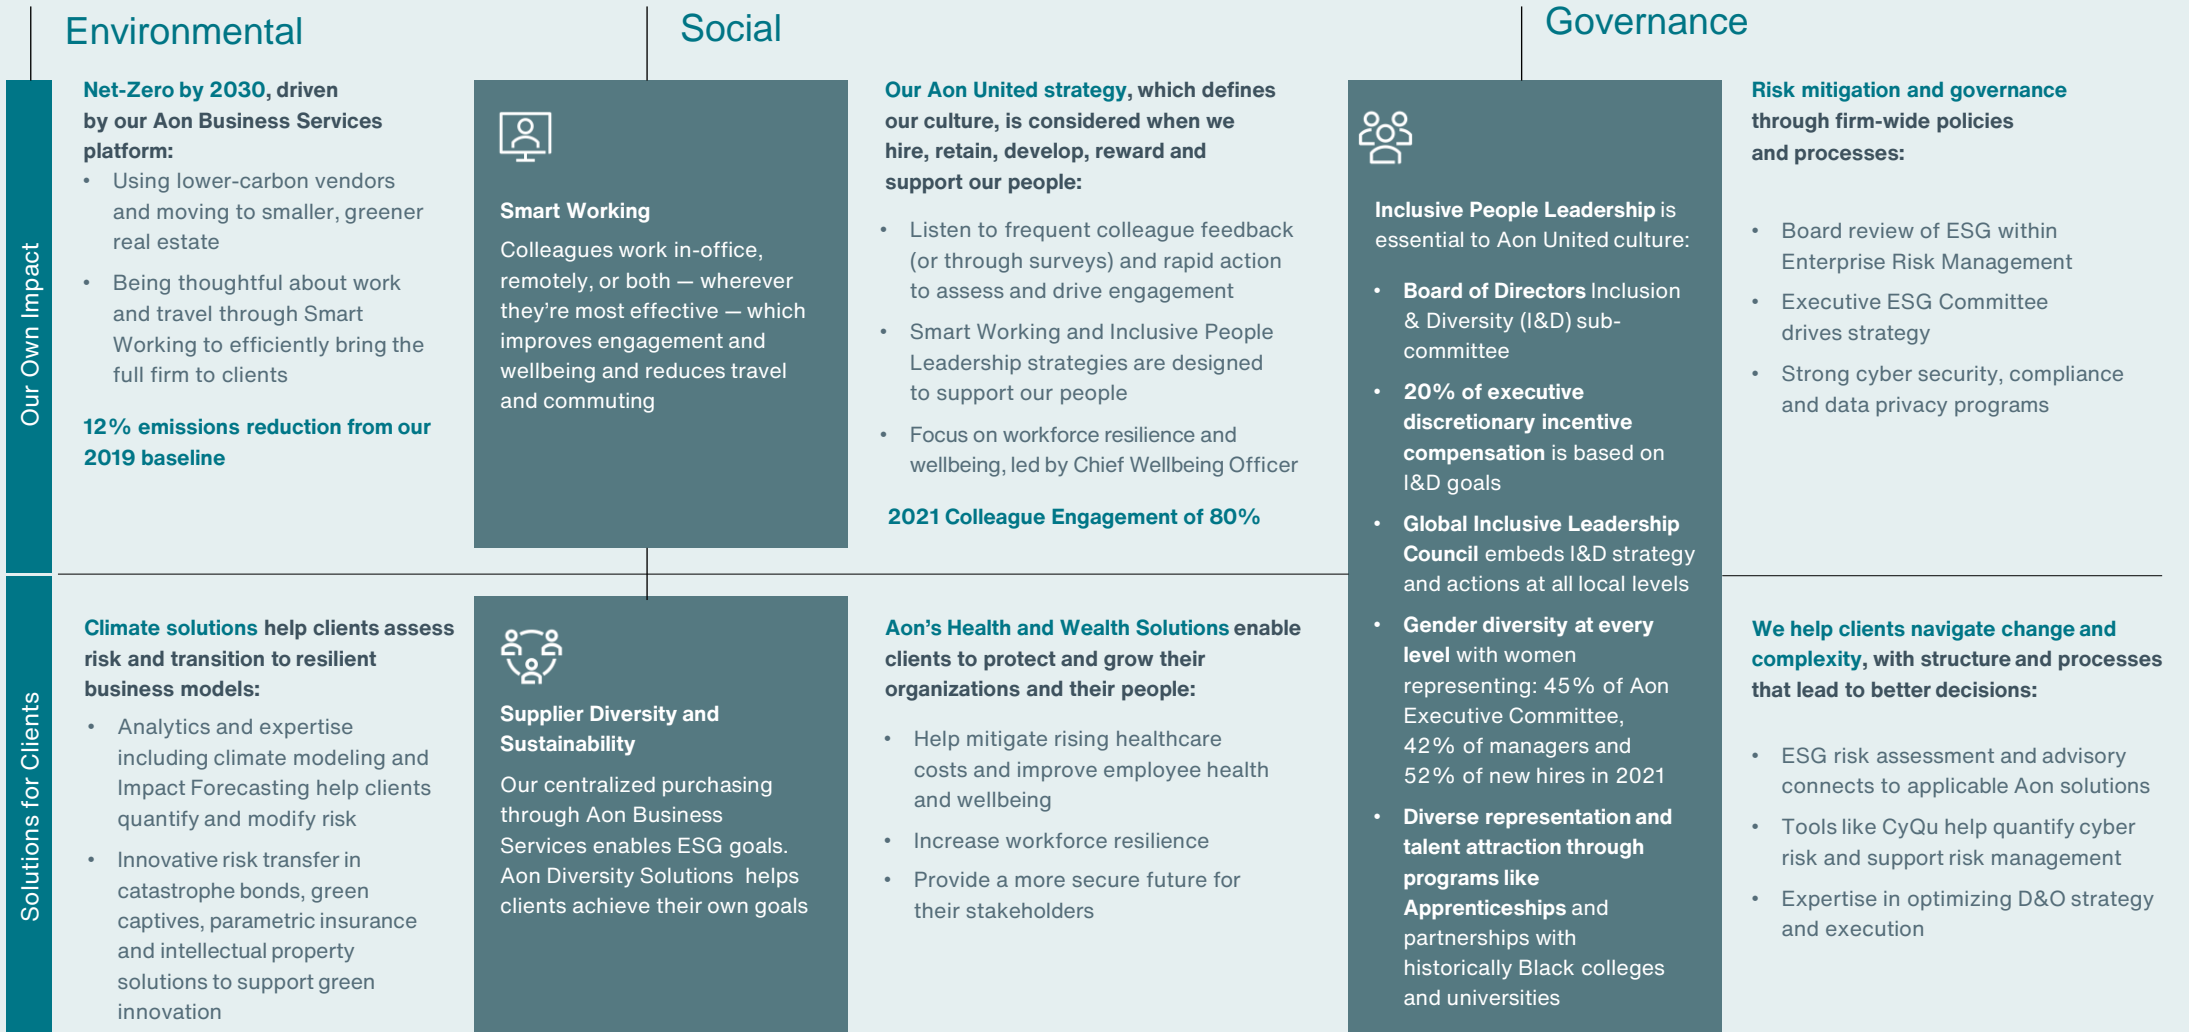 Environmental
Social
Governance
Our Own Impact
Net-Zero by 2030, driven
by our Aon Business Services
platform:
• Using lower-carbon vendors
and moving to smaller, greener
real estate
• Being thoughtful about work
and travel through Smart
Working to efficiently bring the
full firm to clients
12% emissions reduction from our
2019 baseline
Smart Working
Colleagues work in-office,
remotely, or both — wherever
they're most effective — which
improves engagement and
wellbeing and reduces travel
and commuting
Our Aon United strategy, which defines
our culture, is considered when we
hire, retain, develop, reward and
support our people:
• Listen to frequent colleague feedback
(or through surveys) and rapid action
to assess and drive engagement
• Smart Working and Inclusive People
Leadership strategies are designed
to support our people
• Focus on workforce resilience and
wellbeing, led by Chief Wellbeing Officer
2021 Colleague Engagement of 80%
Inclusive People Leadership is
essential to Aon United culture:
• Board of Directors Inclusion
& Diversity (I&D) sub-
committee
• 20% of executive
discretionary incentive
compensation is based on
I&D goals
• Global Inclusive Leadership
Council embeds I&D strategy
and actions at all local levels
• Gender diversity at every
level with women
representing: 45% of Aon
Executive Committee,
42% of managers and
52% of new hires in 2021
• Diverse representation and
talent attraction through
programs like
Apprenticeships and
partnerships with
historically Black colleges
and universities
Risk mitigation and governance
through firm-wide policies
and processes:
• Board review of ESG within
Enterprise Risk Management
• Executive ESG Committee
drives strategy
• Strong cyber security, compliance
and data privacy programs
Solutions for Clients
Climate solutions help clients assess
risk and transition to resilient
business models:
• Analytics and expertise
including climate modeling and
Impact Forecasting help clients
quantify and modify risk
• Innovative risk transfer in
catastrophe bonds, green
captives, parametric insurance
and intellectual property
solutions to support green
innovation
Supplier Diversity and
Sustainability
Our centralized purchasing
through Aon Business
Services enables ESG goals.
Aon Diversity Solutions helps
clients achieve their own goals
Aon's Health and Wealth Solutions enable
clients to protect and grow their
organizations and their people:
• Help mitigate rising healthcare
costs and improve employee health
and wellbeing
• Increase workforce resilience
• Provide a more secure future for
their stakeholders
We help clients navigate change and
complexity, with structure and processes
that lead to better decisions:
• ESG risk assessment and advisory
connects to applicable Aon solutions
• Tools like CyQu help quantify cyber
risk and support risk management
• Expertise in optimizing D&O strategy
and execution